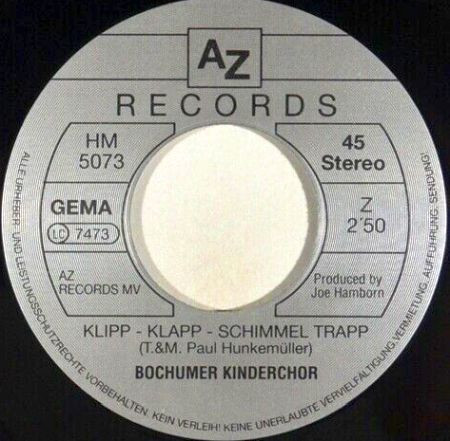 AZ
RECORDS
HM
5073
45
Stereo
GEMA
LC 7473
Z
2´50
AZ
RECORDS MV
Produced by
Joe Hamborn
KLIPP - KLAPP - SCHIMMEL TRAPP
(T.&M. Paul Hunkemüller)
BOCHUMER KINDERCHOR
ALLE URHEBER- UND LEISTUNGSSCHUTZRECHTE VORBEHALTEN. KEIN VERLEIH! KEINE UNERLAUBTE VERVIELFÄLTIGUNG, VERMIETUNG, AUFFÜHRUNG, SENDUNG!